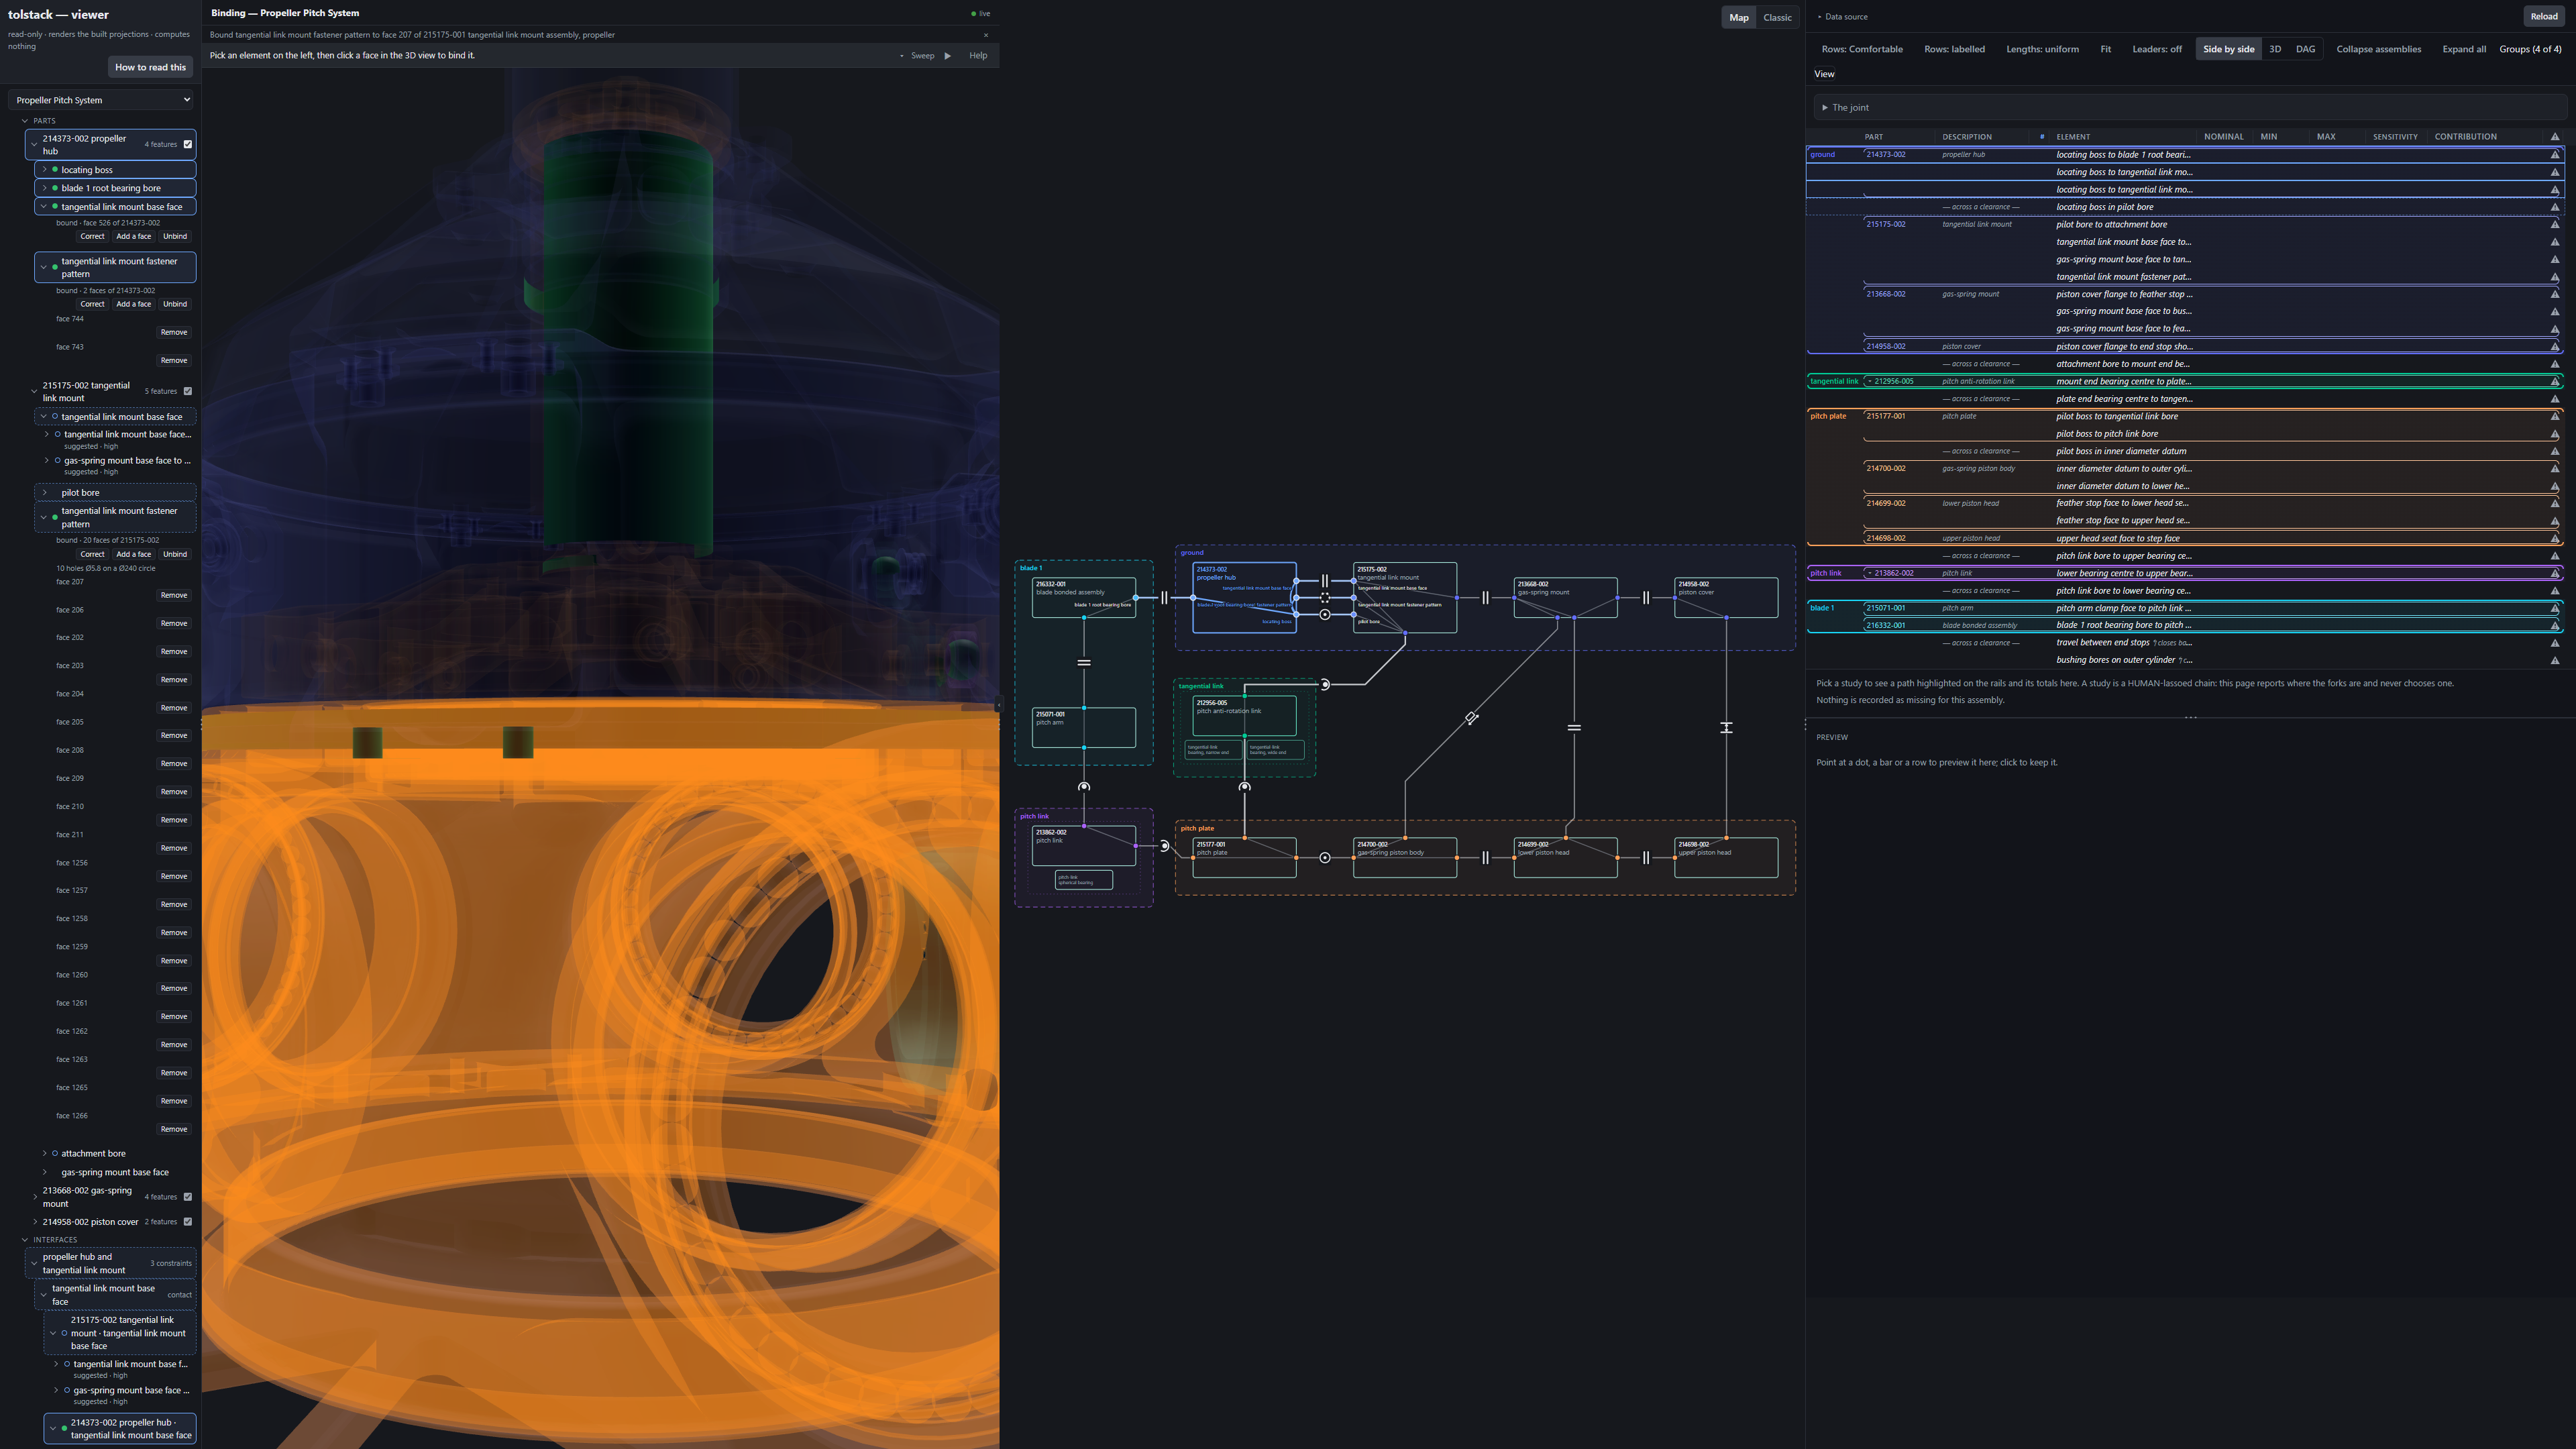 tolstack — viewer
read-only · renders the built projections · computes
nothing
How to read this
Propeller Pitch System
PARTS
214373-002 propeller
hub
4 features
locating boss
blade 1 root bearing bore
tangential link mount base face
bound · face 526 of 214373-002
Correct
Add a face
Unbind
tangential link mount fastener
pattern
bound · 2 faces of 214373-002
Correct
Add a face
Unbind
face 744
Remove
face 743
Remove
215175-002 tangential
link mount
5 features
tangential link mount base face
tangential link mount base face...
suggested · high
gas-spring mount base face to ...
suggested · high
pilot bore
tangential link mount fastener
pattern
bound · 20 faces of 215175-002
Correct
Add a face
Unbind
10 holes Ø5.8 on a Ø240 circle
face 207
Remove
face 206
Remove
face 202
Remove
face 203
Remove
face 204
Remove
face 205
Remove
face 208
Remove
face 209
Remove
face 210
Remove
face 211
Remove
face 1256
Remove
face 1257
Remove
face 1258
Remove
face 1259
Remove
face 1260
Remove
face 1261
Remove
face 1262
Remove
face 1263
Remove
face 1265
Remove
face 1266
Remove
attachment bore
gas-spring mount base face
213668-002 gas-spring
mount
4 features
214958-002 piston cover
2 features
INTERFACES
propeller hub and
tangential link mount
3 constraints
tangential link mount base
face
contact
215175-002 tangential link
mount · tangential link mount
base face
tangential link mount base f...
suggested · high
gas-spring mount base face ...
suggested · high
214373-002 propeller hub ·
tangential link mount base face
Binding — Propeller Pitch System
live
Bound tangential link mount fastener pattern to face 207 of 215175-001 tangential link mount assembly, propeller
×
Pick an element on the left, then click a face in the 3D view to bind it.
Sweep
Help
Map
Classic
blade 1
216332-001
blade bonded assembly
blade 1 root bearing bore
215071-001
pitch arm
ground
214373-002
propeller hub
tangential link mount base face
locating boss
215175-002
tangential link mount
tangential link mount base face
tangential link mount fastener pattern
pilot bore
213668-002
gas-spring mount
214958-002
piston cover
tangential link
212956-005
pitch anti-rotation link
tangential link
bearing, narrow end
tangential link
bearing, wide end
pitch link
213862-002
pitch link
pitch link
spherical bearing
pitch plate
215177-001
pitch plate
214700-002
gas-spring piston body
214699-002
lower piston head
214698-002
upper piston head
Data source
Reload
Rows: Comfortable
Rows: labelled
Lengths: uniform
Fit
Leaders: off
Side by side
3D
DAG
Collapse assemblies
Expand all
Groups (4 of 4)
View
The joint
PART
DESCRIPTION
#
ELEMENT
NOMINAL
MIN
MAX
SENSITIVITY
CONTRIBUTION
ground
214373-002
propeller hub
locating boss to blade 1 root beari...
locating boss to tangential link mo...
locating boss to tangential link mo...
— across a clearance —
locating boss in pilot bore
215175-002
tangential link mount
pilot bore to attachment bore
tangential link mount base face to...
gas-spring mount base face to tan...
tangential link mount fastener pat...
213668-002
gas-spring mount
piston cover flange to feather stop ...
gas-spring mount base face to bus...
gas-spring mount base face to fea...
214958-002
piston cover
piston cover flange to end stop sho...
— across a clearance —
attachment bore to mount end be...
tangential link
212956-005
pitch anti-rotation link
mount end bearing centre to plate...
— across a clearance —
plate end bearing centre to tangen...
pitch plate
215177-001
pitch plate
pilot boss to tangential link bore
pilot boss to pitch link bore
— across a clearance —
pilot boss in inner diameter datum
214700-002
gas-spring piston body
inner diameter datum to outer cyli...
inner diameter datum to lower he...
214699-002
lower piston head
feather stop face to lower head se...
feather stop face to upper head se...
214698-002
upper piston head
upper head seat face to step face
— across a clearance —
pitch link bore to upper bearing ce...
pitch link
213862-002
pitch link
lower bearing centre to upper bear...
— across a clearance —
pitch link bore to lower bearing ce...
blade 1
215071-001
pitch arm
pitch arm clamp face to pitch link ...
216332-001
blade bonded assembly
blade 1 root bearing bore to pitch ...
— across a clearance —
travel between end stops ↰ closes ba...
bushing bores on outer cylinder ↰ c...
Pick a study to see a path highlighted on the rails and its totals here. A study is a HUMAN-lassoed chain: this page reports where the forks are and never chooses one.
Nothing is recorded as missing for this assembly.
PREVIEW
Point at a dot, a bar or a row to preview it here; click to keep it.